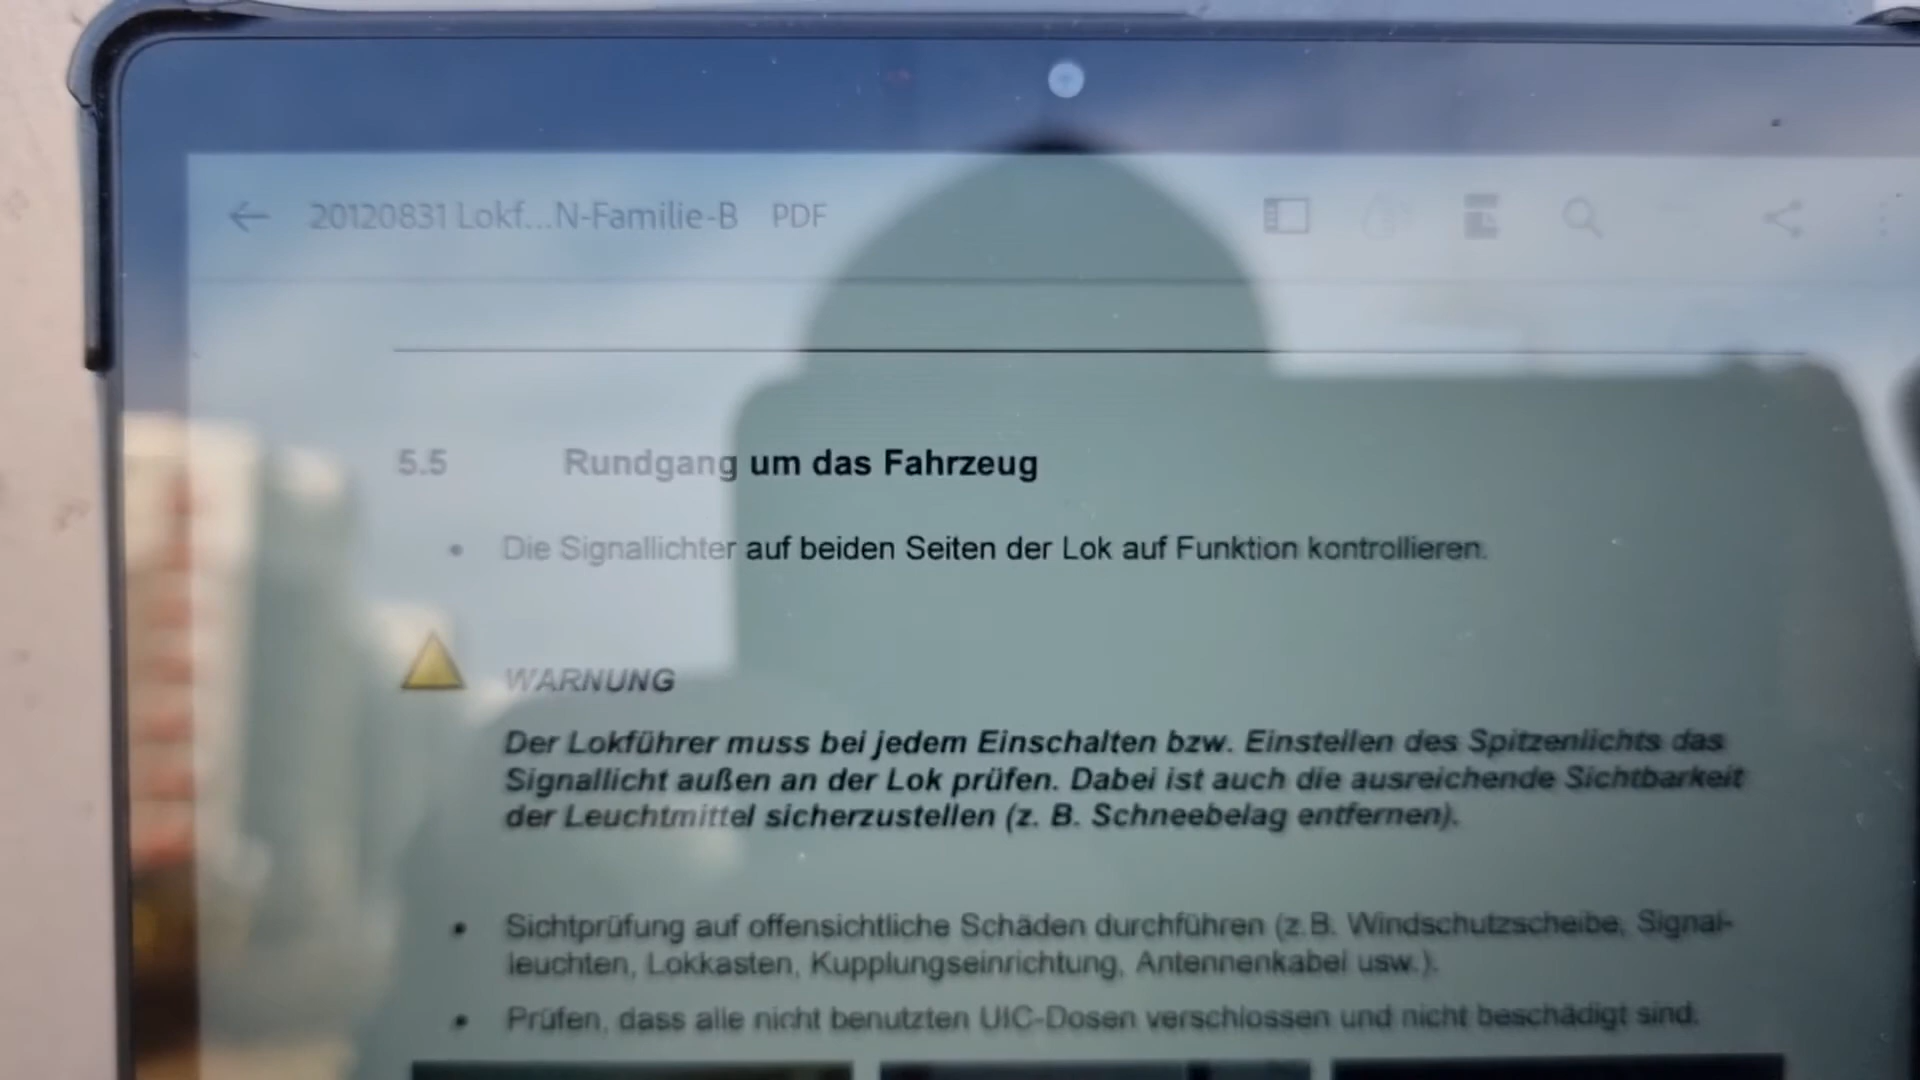 20120831 Lokf...N-Familie-B PDF
5.5 Rundgang um das Fahrzeug
• Die Signallichter auf beiden Seiten der Lok auf Funktion kontrollieren.
WARNUNG
Der Lokführer muss bei jedem Einschalten bzw. Einstellen des Spitzenlichts das
Signallicht außen an der Lok prüfen. Dabei ist auch die ausreichende Sichtbarkeit
der Leuchtmittel sicherzustellen (z. B. Schneebelag entfernen).
• Sichtprüfung auf offensichtliche Schäden durchführen (z.B. Windschutzscheibe, Signal-
leuchten, Lokkasten, Kupplungseinrichtung, Antennenkabel usw.).
• Prüfen, dass alle nicht benutzten UIC-Dosen verschlossen und nicht beschädigt sind.